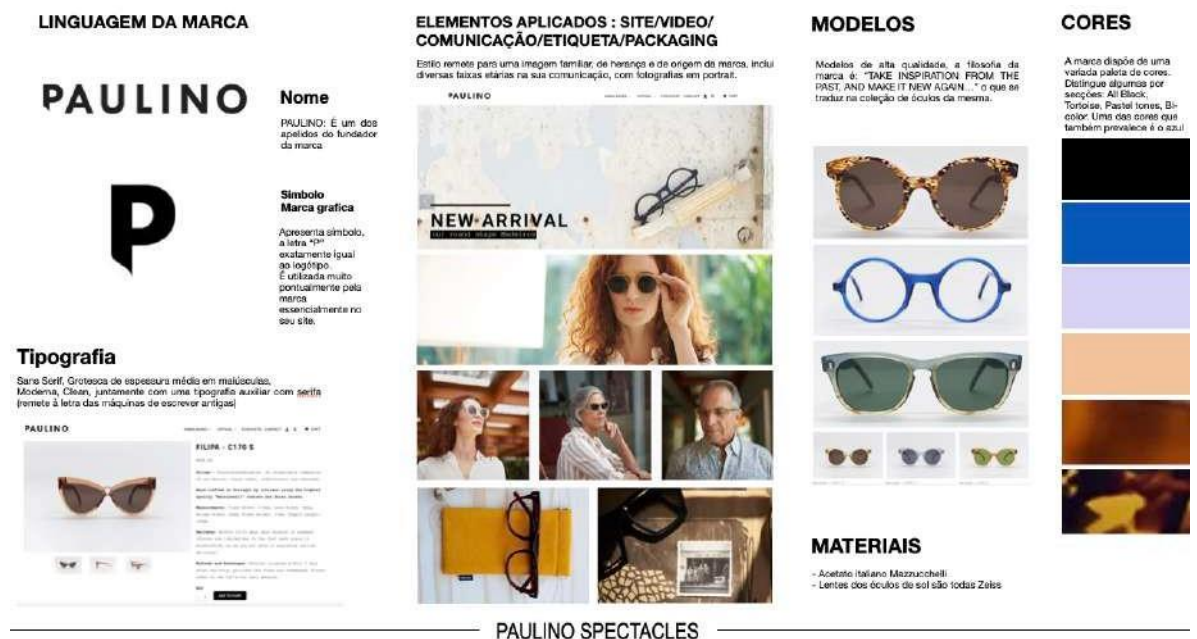 LINGUAGEM DA MARCA
PAULINO
Nome
PAULINO: É um dos
apelidos do fundador
da marca
P
Símbolo
Marca grafica
Apresenta símbolo,
a letra "P"
exatamente igual
ao logótipo.
É utilizada muito
pontualmente pela
marca
essencialmente no
seu site.
Tipografia
Sans Serif, Grotesca de espessura média em maiúsculas,
Moderna, Clean, juntamente com uma tipografia auxiliar com serifa
(remete à letra das máquinas de escrever antigas)
PAULINO
FILIPA - C170 S
ELEMENTOS APLICADOS : SITE/VIDEO/
COMUNICAÇÃO/ETIQUETA/PACKAGING
Estilo remete para uma imagem familiar, de herança e de origem da marca, inclui
diversas faixas etárias na sua comunicação, com fotografias em portrait.
PAULINO
NEW ARRIVAL
MODELOS
Modelos de alta qualidade, a filosofia da
marca é: "TAKE INSPIRATION FROM THE
PAST, AND MAKE IT NEW AGAIN..." o que se
traduz na coleção de óculos da mesma.
MATERIAIS
- Acetato italiano Mazzucchelli
- Lentes dos óculos de sol são todas Zeiss
CORES
A marca dispõe de uma
variada paleta de cores.
Distingue algumas por
secções: All Black,
Tortoise, Pastel tones, Bi-
color. Uma das cores que
também prevalece é o azul
PAULINO SPECTACLES